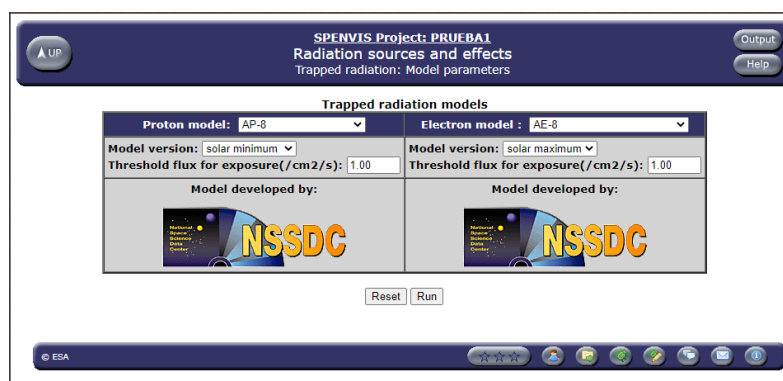 SPENVIS Project: PRUEBA1
UP
Radiation sources and effects
Trapped radiation: Model parameters
Output
Help
Trapped radiation models
Proton model: AP-8
Electron model : AE-8
Model version: solar minimum
Threshold flux for exposure(/cm2/s): 1.00
Model version: solar maximum
Threshold flux for exposure(/cm2/s): 1.00
Model developed by:
Model developed by:
National
Space
Science
Data
Center
NSSDC
National
Space
Science
Data
Center
NSSDC
Reset Run
© ESA